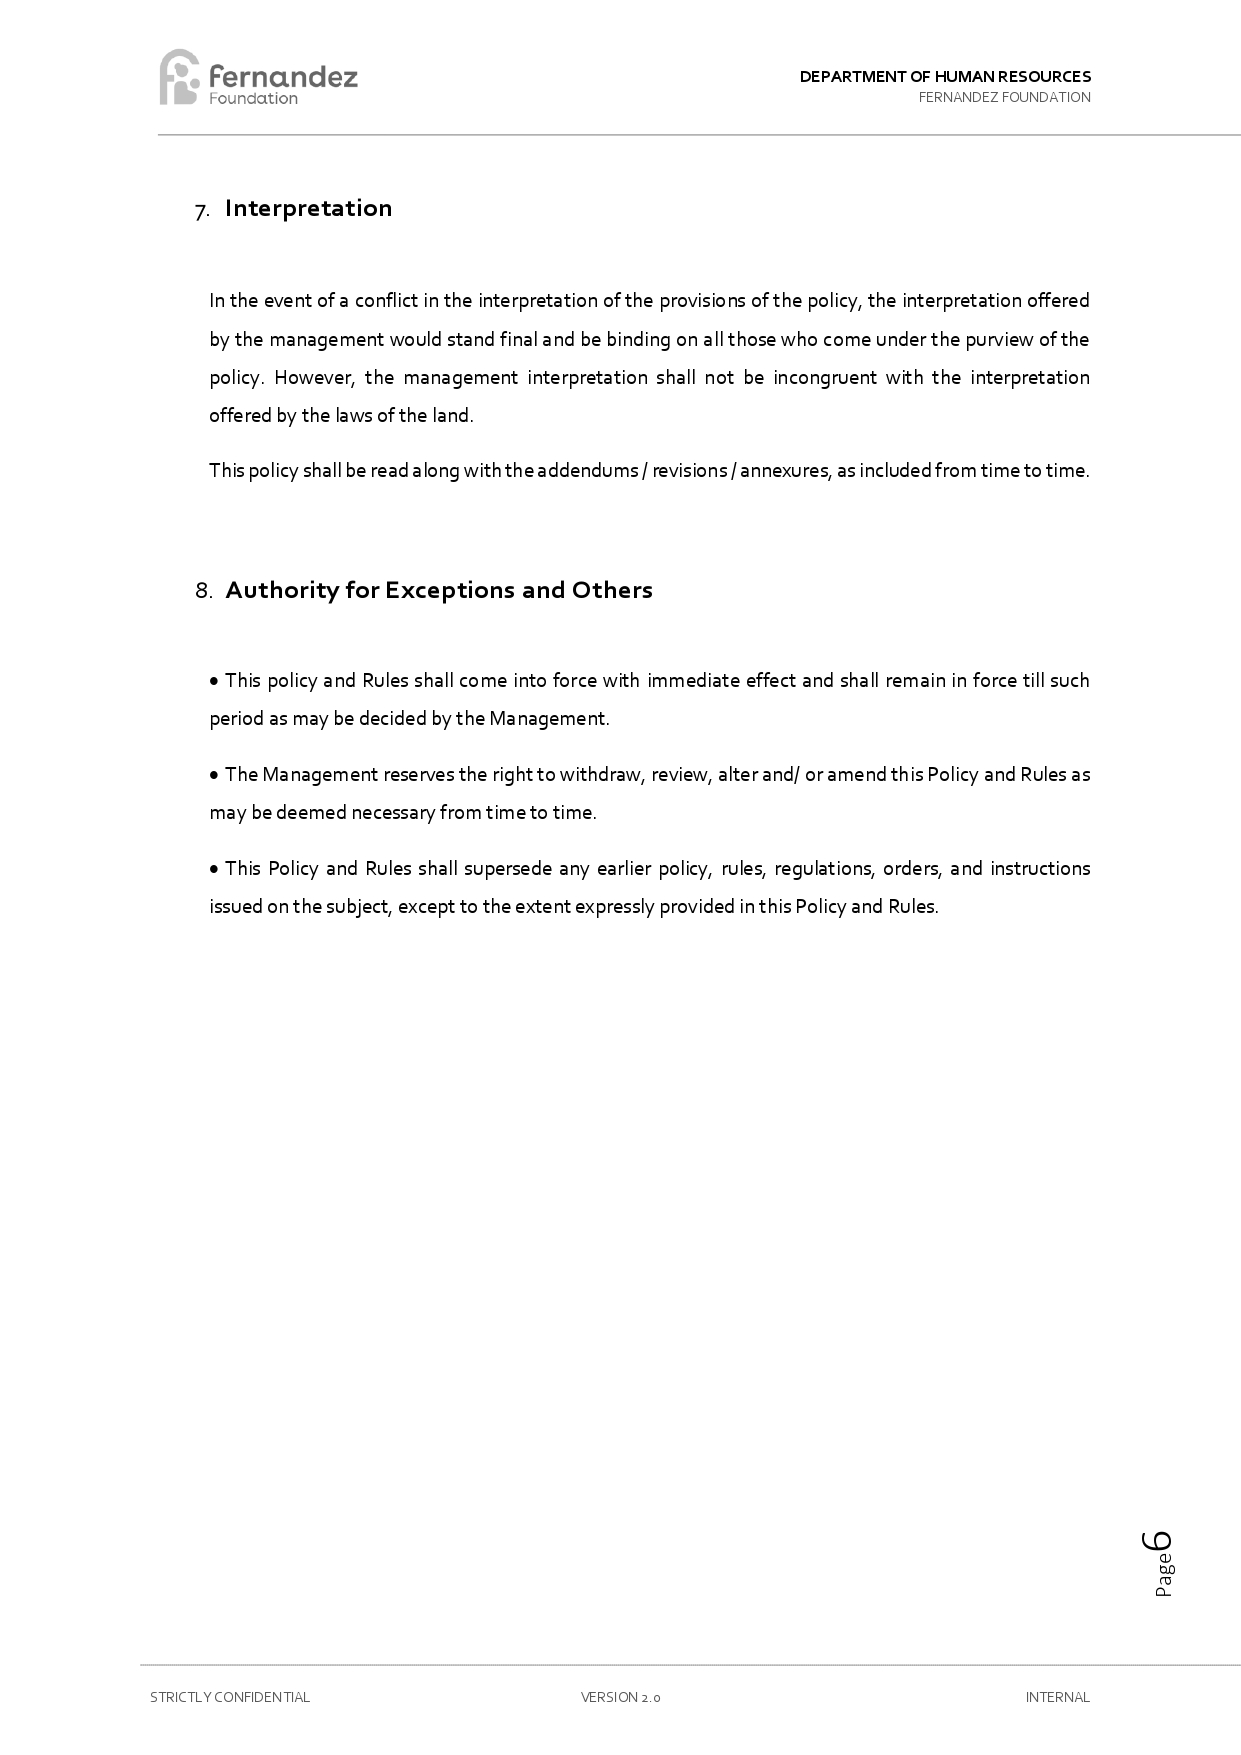 fernandez
Foundation
DEPARTMENT OF HUMAN RESOURCES
FERNANDEZ FOUNDATION
7. Interpretation
In the event of a conflict in the interpretation of the provisions of the policy, the interpretation offered
by the management would stand final and be binding on all those who come under the purview of the
policy. However, the management interpretation shall not be incongruent with the interpretation
offered by the laws of the land.
This policy shall be read along with the addendums / revisions / annexures, as included from time to time.
8. Authority for Exceptions and Others
• This policy and Rules shall come into force with immediate effect and shall remain in force till such
period as may be decided by the Management.
• The Management reserves the right to withdraw, review, alter and/ or amend this Policy and Rules as
may be deemed necessary from time to time.
• This Policy and Rules shall supersede any earlier policy, rules, regulations, orders, and instructions
issued on the subject, except to the extent expressly provided in this Policy and Rules.
Page 6
STRICTLY CONFIDENTIAL
VERSION 2.0
INTERNAL